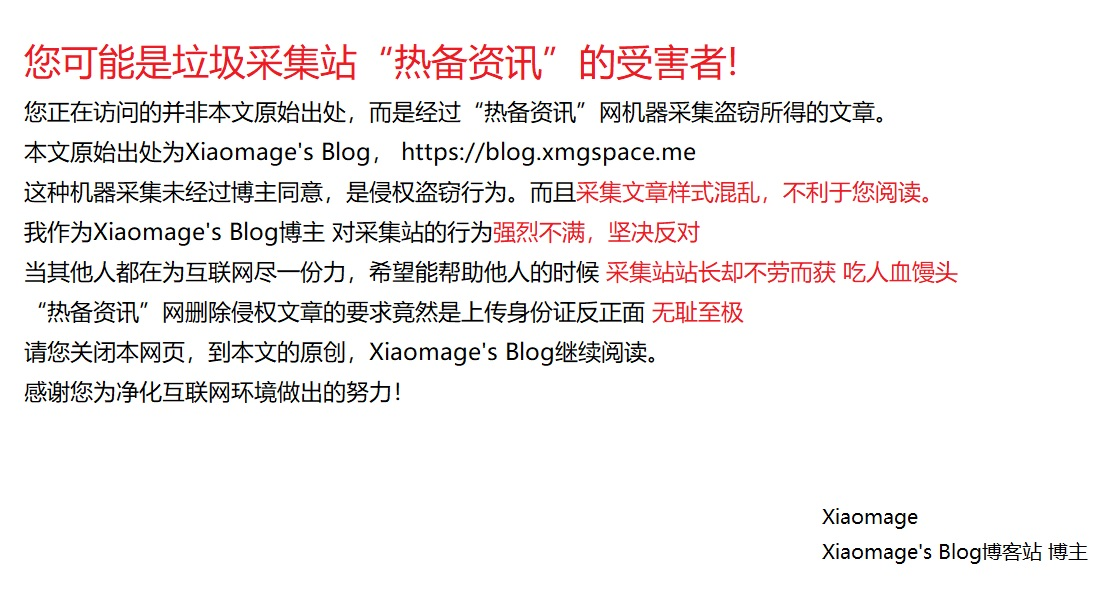 您可能是垃圾采集站“热备资讯”的受害者!
您正在访问的并非本文原始出处，而是经过“热备资讯”网机器采集盗窃所得的文章。
本文原始出处为Xiaomage's Blog， https://blog.xmgspace.me
这种机器采集未经过博主同意，是侵权盗窃行为。而且采集文章样式混乱，不利于您阅读。
我作为Xiaomage's Blog博主 对采集站的行为强烈不满，坚决反对
当其他人都在为互联网尽一份力，希望能帮助他人的时候 采集站站长却不劳而获 吃人血馒头
“热备资讯”网删除侵权文章的要求竟然是上传身份证反正面 无耻至极
请您关闭本网页，到本文的原创，Xiaomage's Blog继续阅读。
感谢您为净化互联网环境做出的努力！
Xiaomage
Xiaomage's Blog博客站 博主